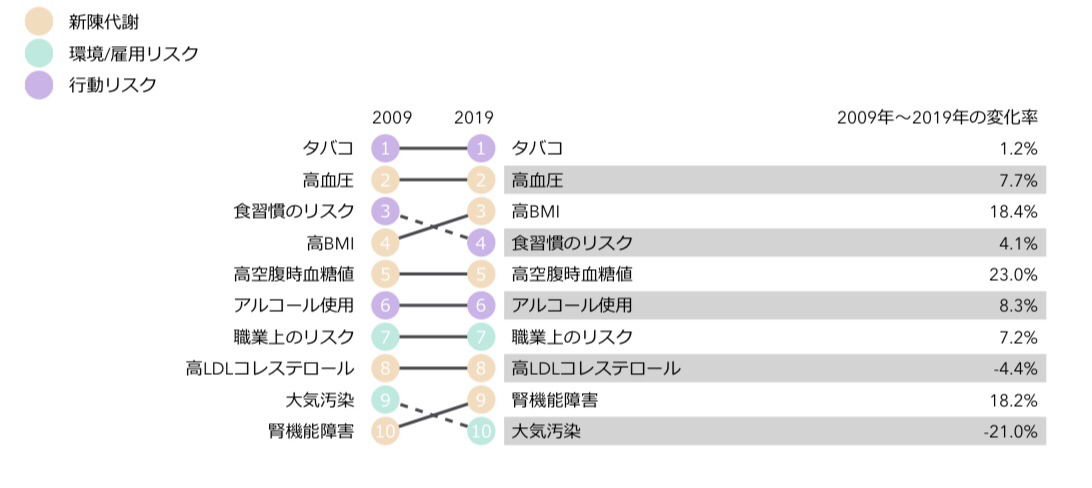 新陳代謝
環境/雇用リスク
行動リスク
2009 2019 2009年〜2019年の変化率
タバコ 1 1 タバコ 1.2%
高血圧 2 2 高血圧 7.7%
食習慣のリスク 3 3 高BMI 18.4%
高BMI 4 4 食習慣のリスク 4.1%
高空腹時血糖値 5 5 高空腹時血糖値 23.0%
アルコール使用 6 6 アルコール使用 8.3%
職業上のリスク 7 7 職業上のリスク 7.2%
高LDLコレステロール 8 8 高LDLコレステロール -4.4%
大気汚染 9 9 腎機能障害 18.2%
腎機能障害 10 10 大気汚染 -21.0%